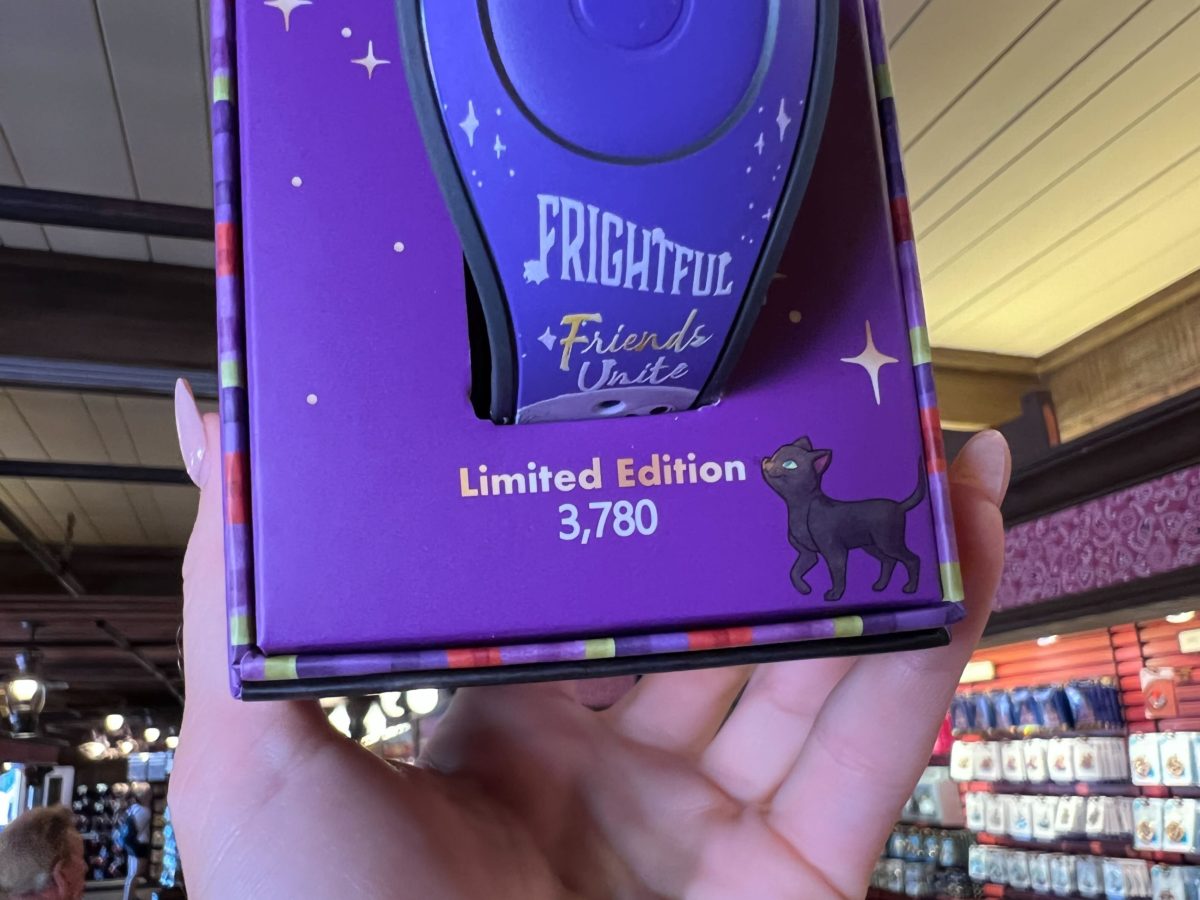 FRIGHTFUL
Friends
Unite
Limited Edition
3,780